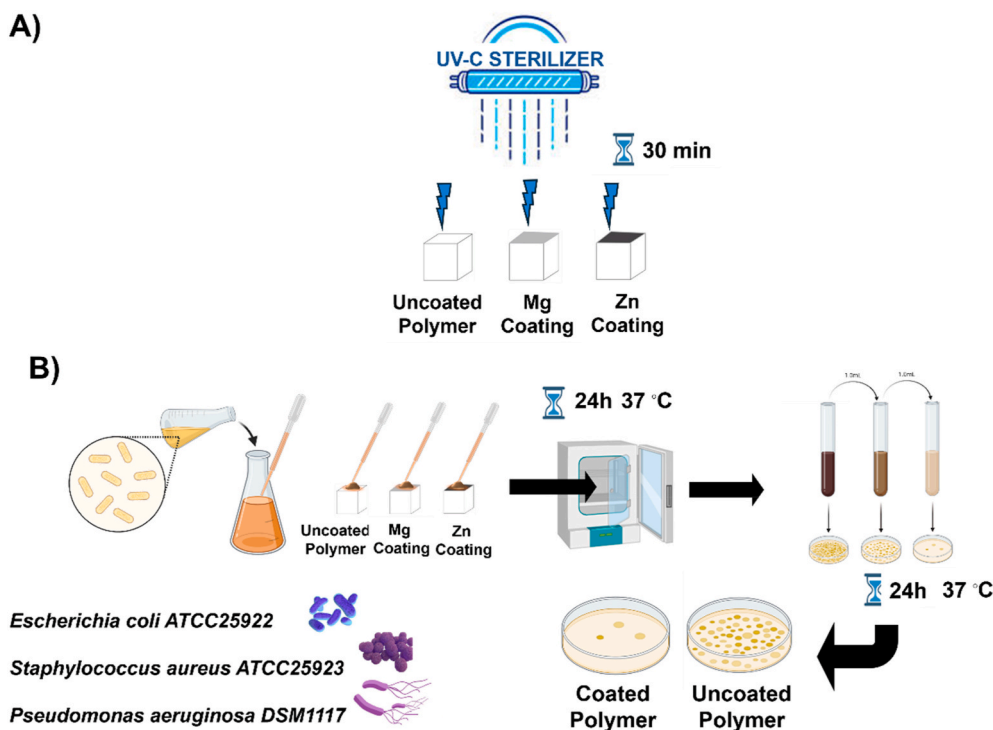 A)
UV-C STERILIZER
30 min
Uncoated
Polymer
Mg
Coating
Zn
Coating
B)
24h 37 °C
1.0mL
1.0mL
Uncoated
Polymer
Mg
Coating
Zn
Coating
24h 37 °C
Escherichia coli ATCC25922
Staphylococcus aureus ATCC25923
Pseudomonas aeruginosa DSM1117
Coated
Polymer
Uncoated
Polymer